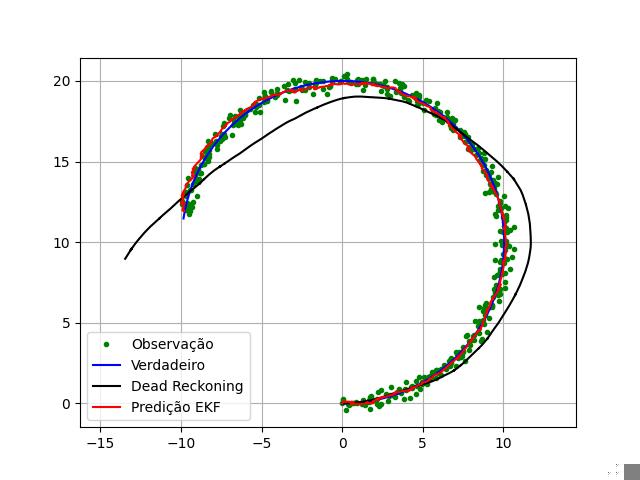 20
15
10
5
0
Observação
Verdadeiro
Dead Reckoning
Predição EKF
−15 −10 −5 0 5 10